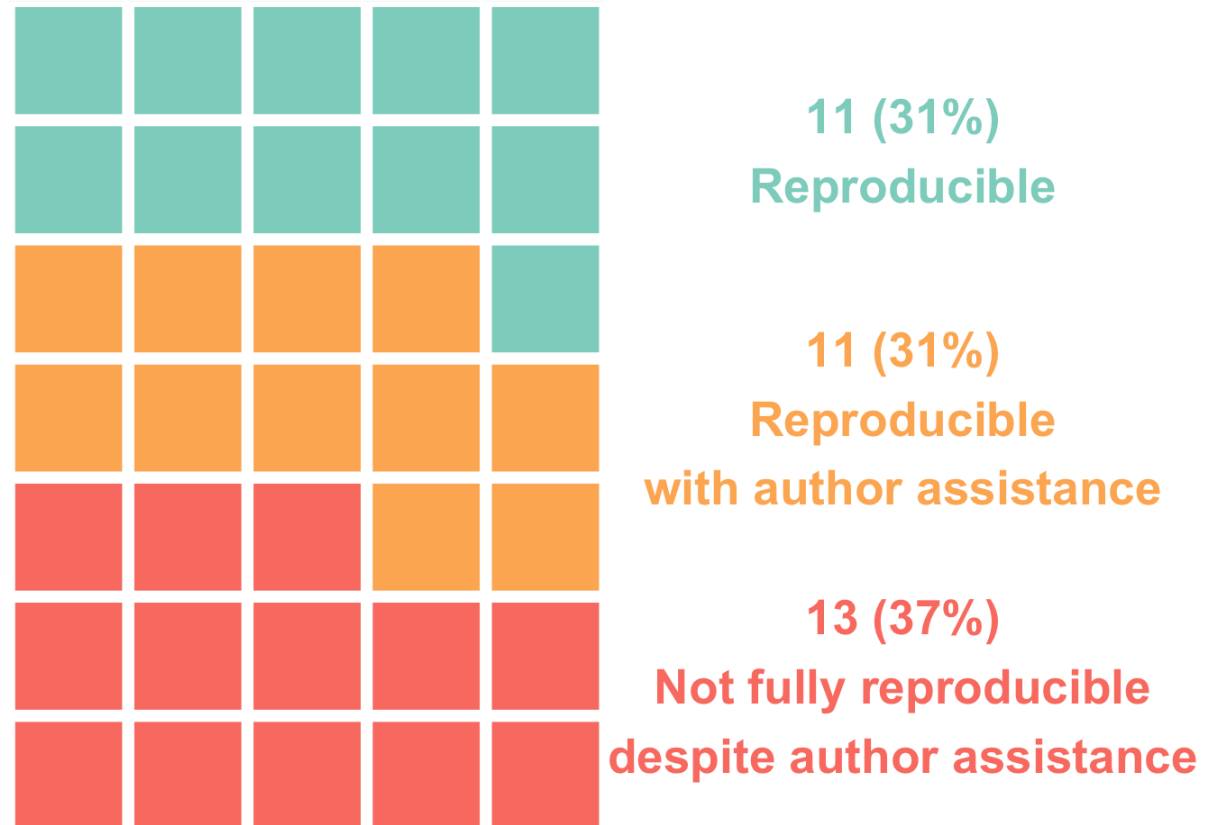 11 (31%)
Reproducible
11 (31%)
Reproducible
with author assistance
13 (37%)
Not fully reproducible
despite author assistance